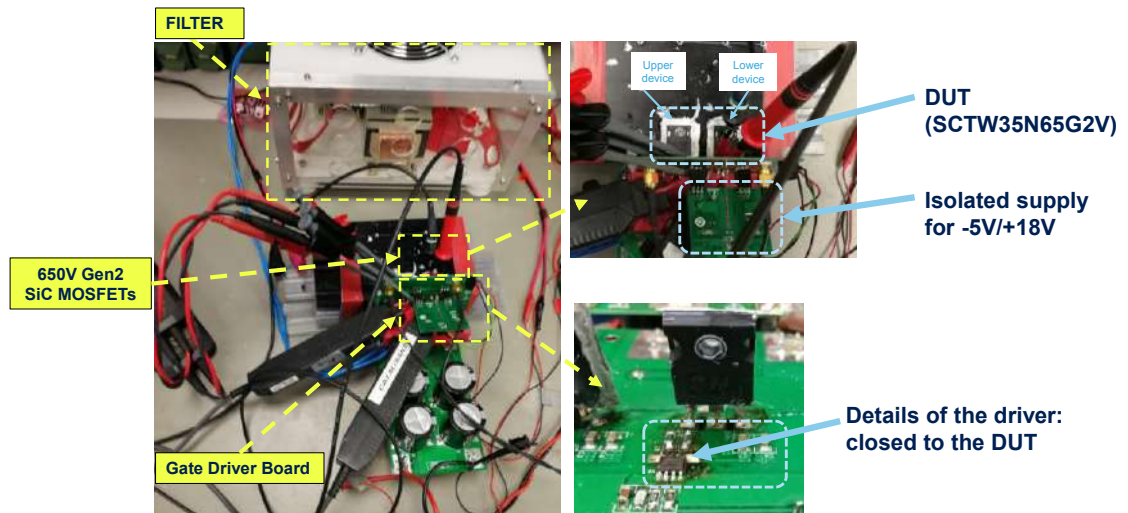 FILTER
Upper
device
Lower
device
DUT
(SCTW35N65G2V)
Isolated supply
for -5V/+18V
650V Gen2
SiC MOSFETs
Gate Driver Board
Details of the driver:
closed to the DUT